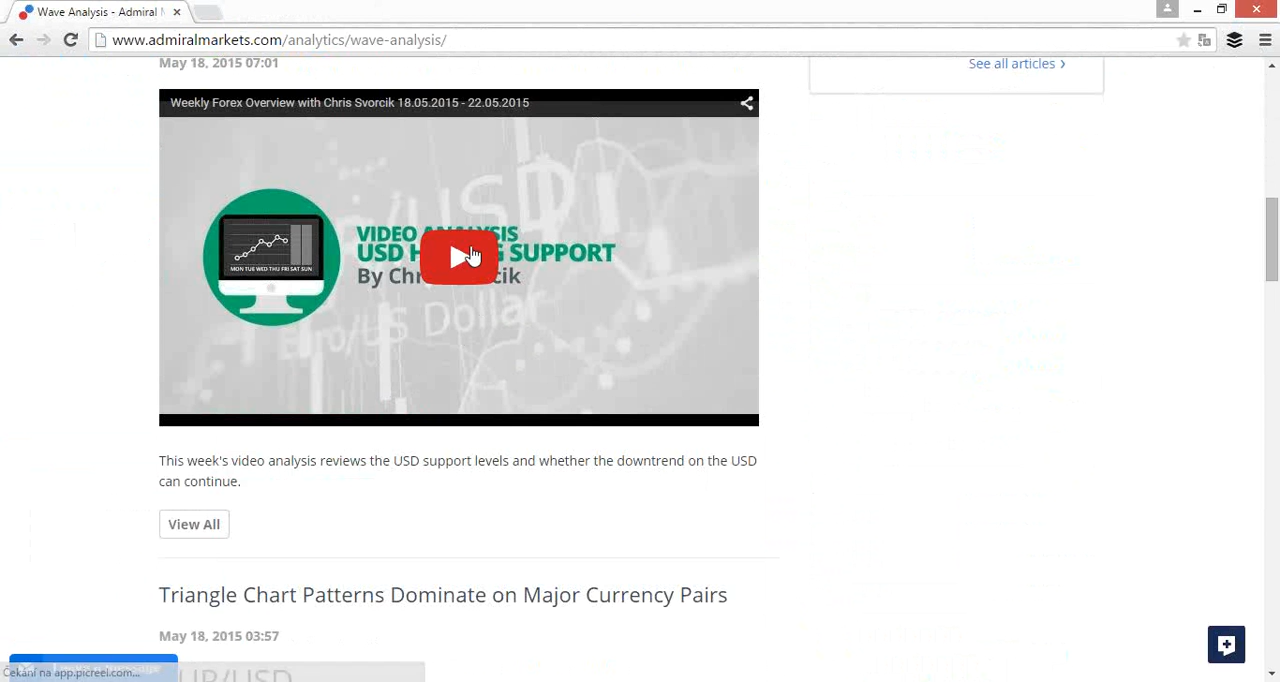 Wave Analysis - Admiral M
www.admiralmarkets.com/analytics/wave-analysis/
May 18, 2015 07:01
See all articles ›
Weekly Forex Overview with Chris Svorcik 18.05.2015 - 22.05.2015
VIDEO
USD SUPPORT
By
MON TUE WED THU FRI SAT SUN
/USD
Euro/US Dollar
This week's video analysis reviews the USD support levels and whether the downtrend on the USD
can continue.
View All
Triangle Chart Patterns Dominate on Major Currency Pairs
May 18, 2015 03:57
Čekání na app.picreel.com...